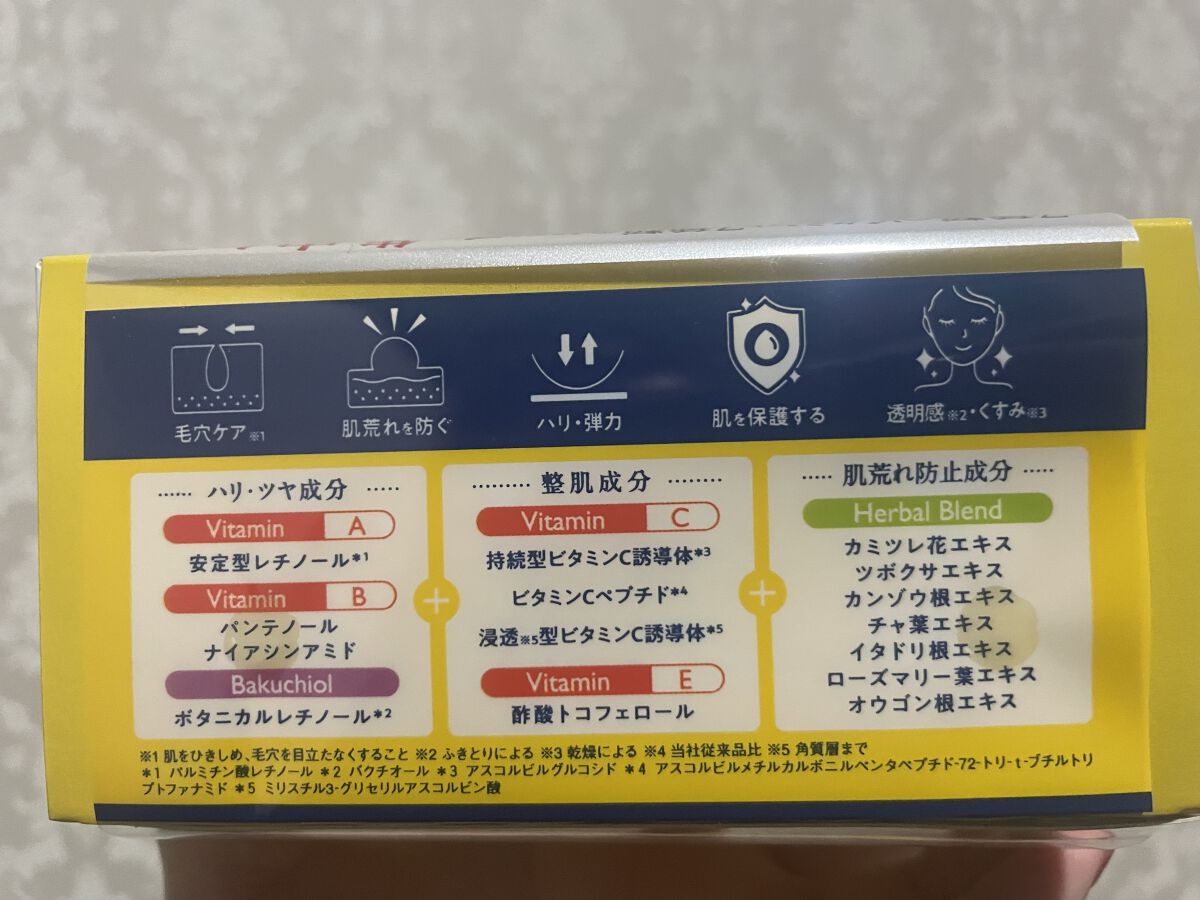 毛穴ケア※1
肌荒れを防ぐ
ハリ・弾力
肌を保護する
透明感※2・くすみ※3
ハリ・ツヤ成分
Vitamin A
安定型レチノール*1
Vitamin B
パンテノール
ナイアシンアミド
Bakuchiol
ボタニカルレチノール*2
+
整肌成分
Vitamin C
持続型ビタミンC誘導体*3
ビタミンCペプチド*4
浸透※5型ビタミンC誘導体*5
Vitamin E
酢酸トコフェロール
+
肌荒れ防止成分
Herbal Blend
カミツレ花エキス
ツボクサエキス
カンゾウ根エキス
チャ葉エキス
イタドリ根エキス
ローズマリー葉エキス
オウゴン根エキス
※1 肌をひきしめ、毛穴を目立たなくすること ※2 ふきとりによる ※3 乾燥による ※4 当社従来品比 ※5 角質層まで
*1 パルミチン酸レチノール *2 バクチオール *3 アスコルビルグルコシド *4 アスコルビルメチルカルボニルペンタペプチド-72-トリ-t-ブチルトリ
プトファナミド *5 ミリスチル3-グリセリルアスコルビン酸